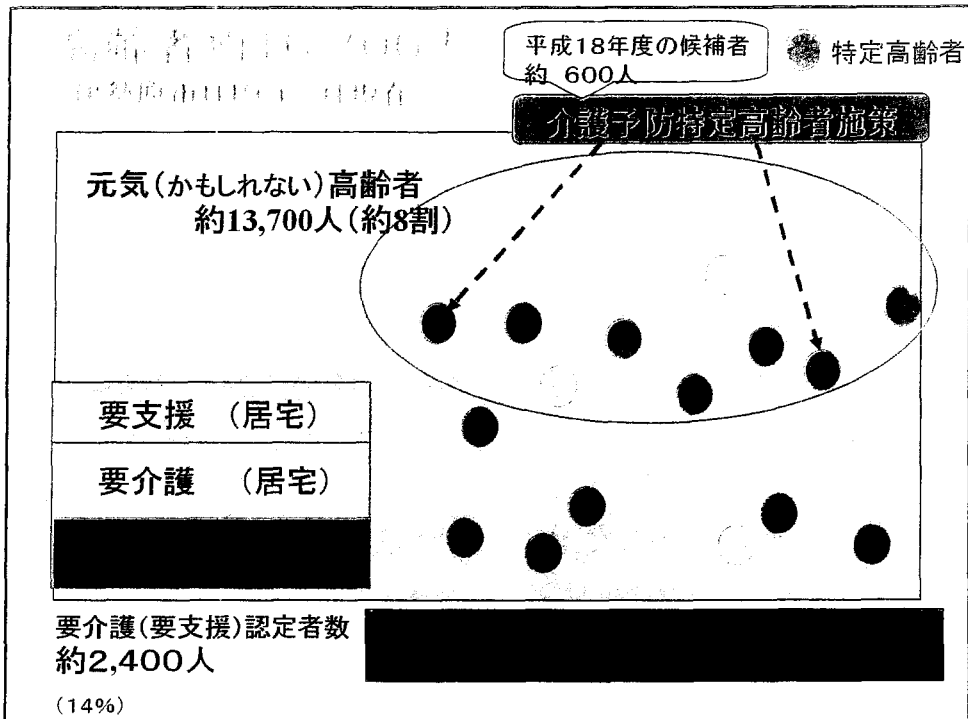 平成18年度の候補者
約 600人
特定高齢者
介護予防特定高齢者施策
元気(かもしれない)高齢者
約13,700人(約8割)
要支援 (居宅)
要介護 (居宅)
要介護(要支援)認定者数
約2,400人
(14%)